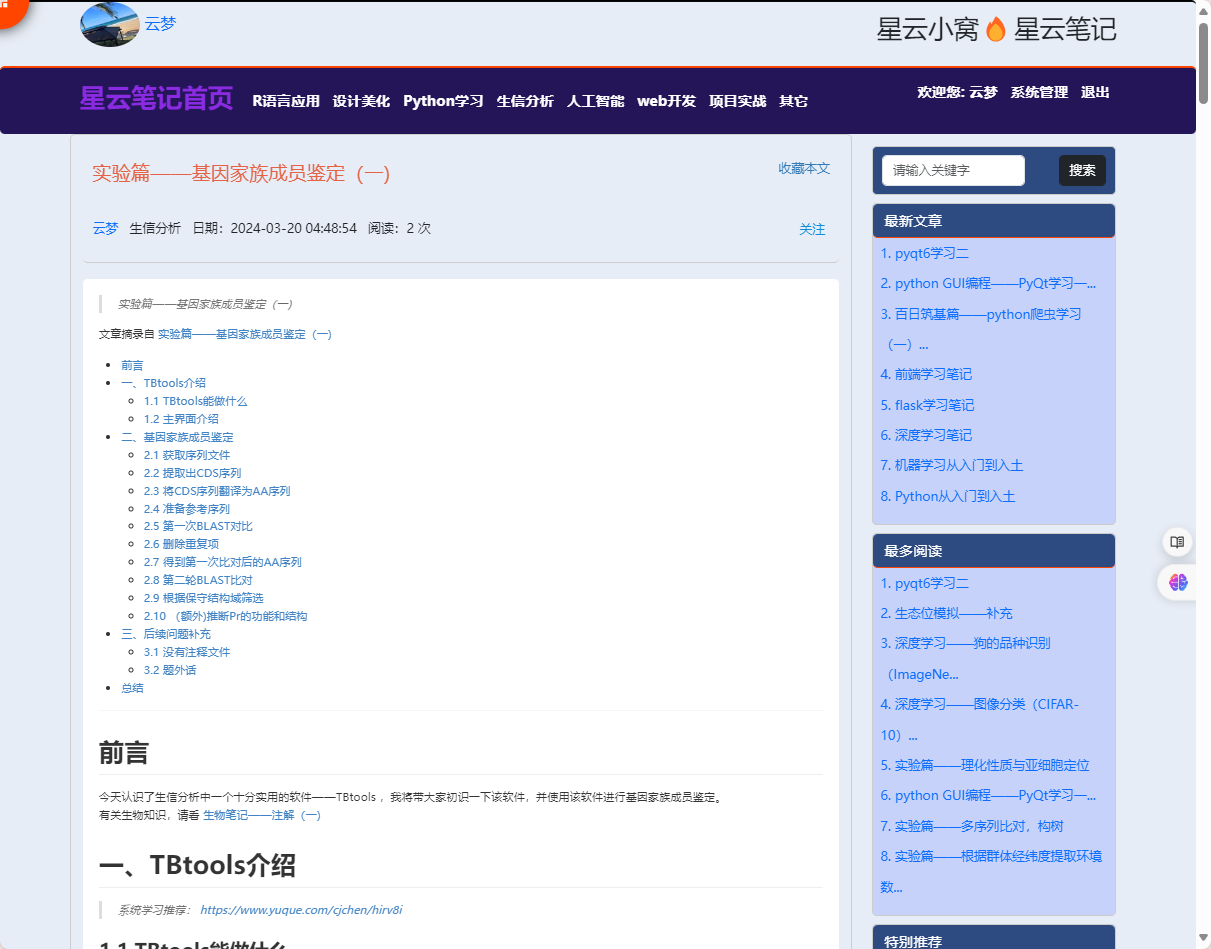 云梦
星云小窝🔥星云笔记
星云笔记首页 R语言应用 设计美化 Python学习 生信分析 人工智能 web开发 项目实战 其它
欢迎您: 云梦 系统管理 退出
实验篇——基因家族成员鉴定（一）
收藏本文
云梦 生信分析 日期：2024-03-20 04:48:54 阅读：2 次
关注
实验篇——基因家族成员鉴定（一）
文章摘录自 实验篇——基因家族成员鉴定（一）
前言
一、TBtools介绍
1.1 TBtools能做什么
1.2 主界面介绍
二、基因家族成员鉴定
2.1 获取序列文件
2.2 提取出CDS序列
2.3 将CDS序列翻译为AA序列
2.4 准备参考序列
2.5 第一次BLAST对比
2.6 删除重复项
2.7 得到第一次比对后的AA序列
2.8 第二轮BLAST比对
2.9 根据保守结构域筛选
2.10 （额外)推断Pr的功能和结构
三、后续问题补充
3.1 没有注释文件
3.2 题外话
总结
前言
今天认识了生信分析中一个十分实用的软件——TBtools ，我将带大家初识一下该软件，并使用该软件进行基因家族成员鉴定。
有关生物知识，请看 生物笔记——注解（一）
一、TBtools介绍
系统学习推荐： https://www.yuque.com/cjchen/hirv8i
1.1 TBtools能做什么
请输入关键字
搜索
最新文章
1. pyqt6学习二
2. python GUI编程——PyQt学习一...
3. 百日筑基篇——python爬虫学习
（一）...
4. 前端学习笔记
5. flask学习笔记
6. 深度学习笔记
7. 机器学习从入门到入土
8. Python从入门到入土
最多阅读
1. pyqt6学习二
2. 生态位模拟——补充
3. 深度学习——狗的品种识别
（ImageNe...
4. 深度学习——图像分类（CIFAR-
10）...
5. 实验篇——理化性质与亚细胞定位
6. python GUI编程——PyQt学习一...
7. 实验篇——多序列比对，构树
8. 实验篇——根据群体经纬度提取环境
数...
特别推荐